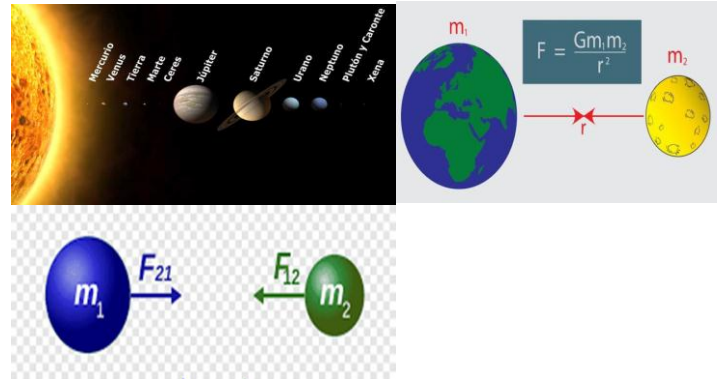 Mercurio
Venus
Tierra
Marte
Ceres
Júpiter
Saturno
Urano
Neptuno
Plutón y Caronte
Xena
m₁
F = Gm₁m₂ / r²
m₂
r
m₁
F₂₁
F₁₂
m₂